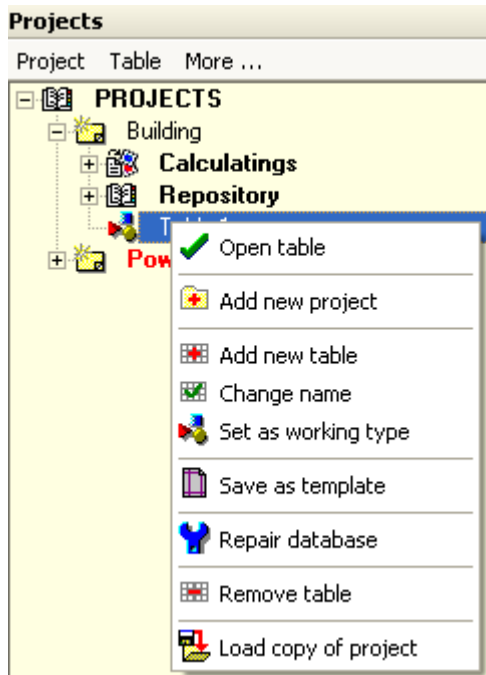 Projects
Project Table More ...
PROJECTS
Building
Calculatings
Repository
Open table
Add new project
Add new table
Change name
Set as working type
Save as template
Repair database
Remove table
Load copy of project